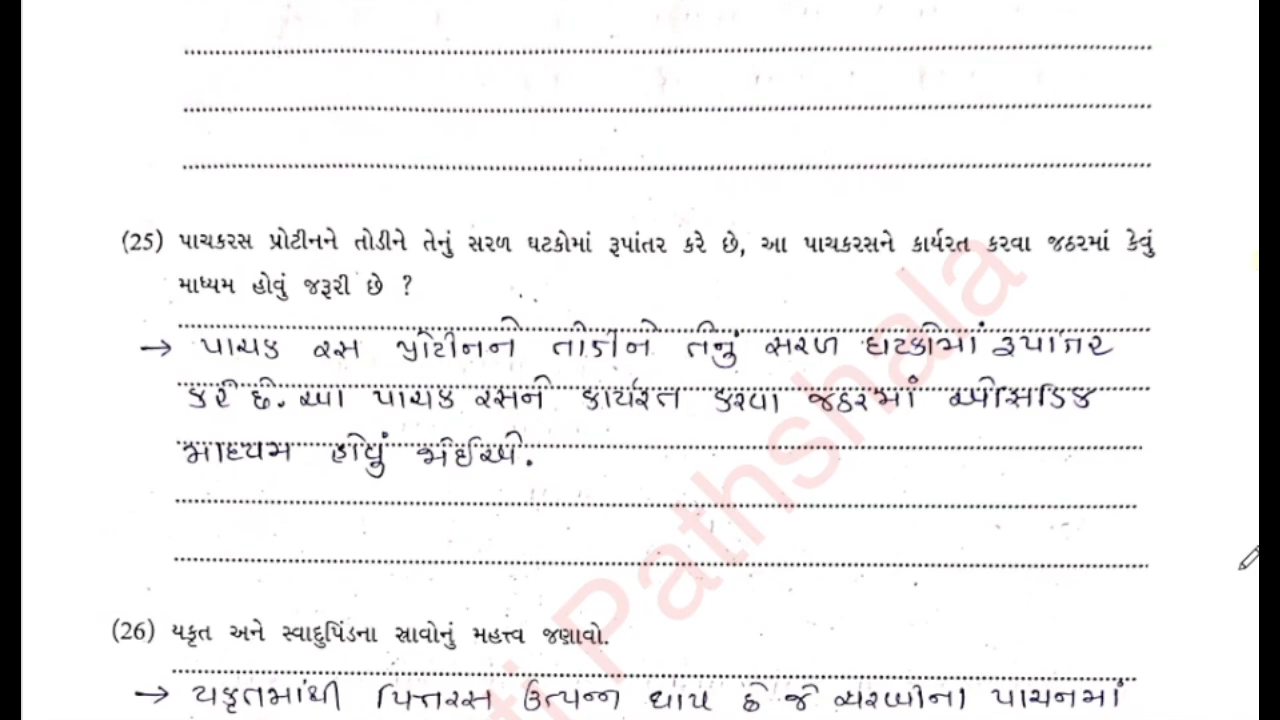 (25) પાચકરસ પ્રોટીનને તોડીને તેનું સરળ ઘટકોમાં રૂપાંતર કરે છે, આ પાચકરસને કાર્યરત કરવા જઠરમાં કેવું
માધ્યમ હોવું જરૂરી છે ?
→ પાચક રસ પ્રોટીનને તોડીને તેનું સરળ ઘટકોમાં રૂપાંતર
કરે છે. આ પાચક રસને કાર્યરત કરવા જઠરમાં એસિડિક
માધ્યમ હોવું જોઈએ.
(26) યકૃત અને સ્વાદુપિંડના સ્રાવોનું મહત્ત્વ જણાવો.
→ યકૃતમાંથી પિત્તરસ ઉત્પન્ન થાય છે જે ચરબીના પાચનમાં
Pathshala